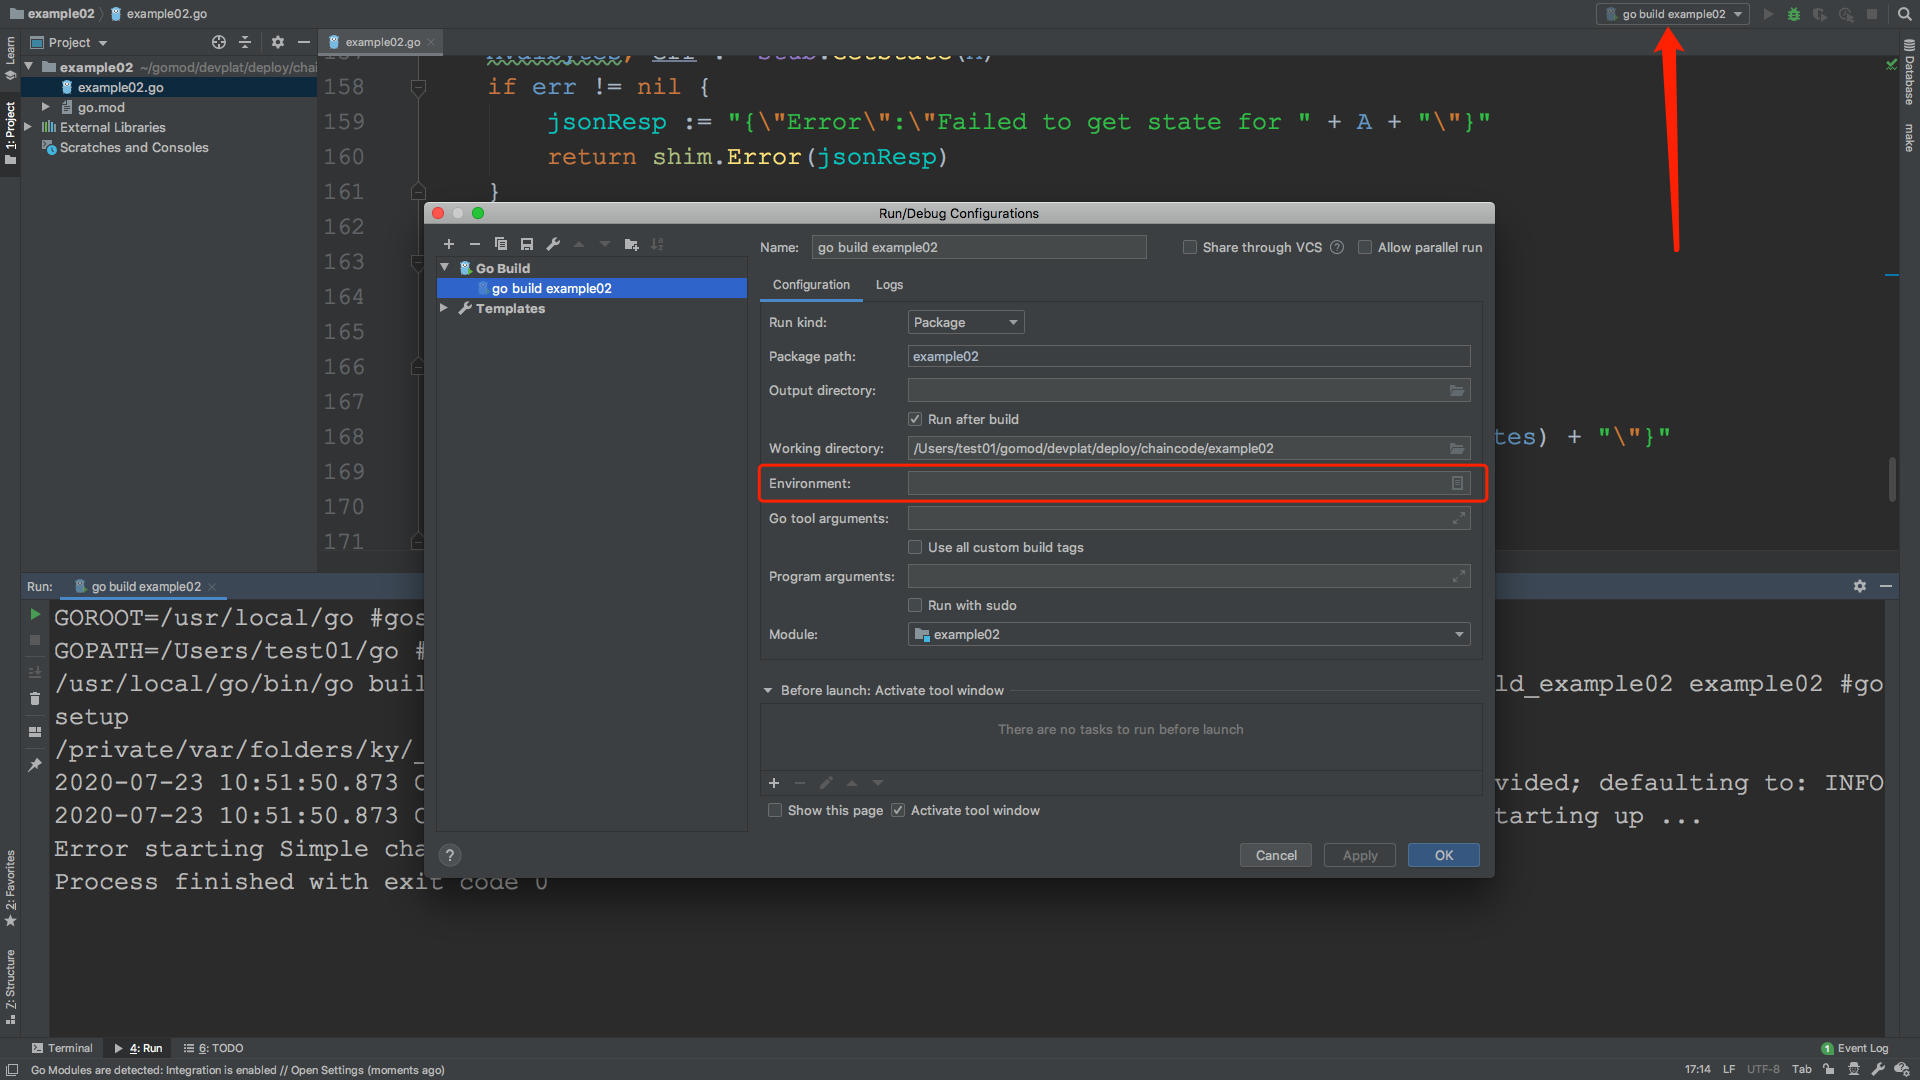 example02 〉 example02.go
go build example02
Learn
1: Project
2: Favorites
7: Structure
Project
example02 ~/gomod/devplat/deploy/chai
example02.go
go.mod
External Libraries
Scratches and Consoles
example02.go
158 if err != nil {
159 jsonResp := "{\"Error\":\"Failed to get state for " + A + "\"}"
160 return shim.Error(jsonResp)
161 }
162
163
164
165
166
167
168 tes) + "\"}"
169
170
171
Database
make
Run/Debug Configurations
Go Build
go build example02
Templates
Name: go build example02
Share through VCS ?
Allow parallel run
Configuration Logs
Run kind: Package
Package path: example02
Output directory:
Run after build
Working directory: /Users/test01/gomod/devplat/deploy/chaincode/example02
Environment:
Go tool arguments:
Use all custom build tags
Program arguments:
Run with sudo
Module: example02
Before launch: Activate tool window
There are no tasks to run before launch
Show this page Activate tool window
? Cancel Apply OK
Run: go build example02
GOROOT=/usr/local/go #gos
GOPATH=/Users/test01/go #
/usr/local/go/bin/go buil ld_example02 example02 #go
setup
/private/var/folders/ky/_
2020-07-23 10:51:50.873 C vided; defaulting to: INFO
2020-07-23 10:51:50.873 C tarting up ...
Error starting Simple cha
Process finished with exit code 0
Terminal 4: Run 6: TODO
1 Event Log
Go Modules are detected: Integration is enabled // Open Settings (moments ago)
17:14 LF UTF-8 Tab